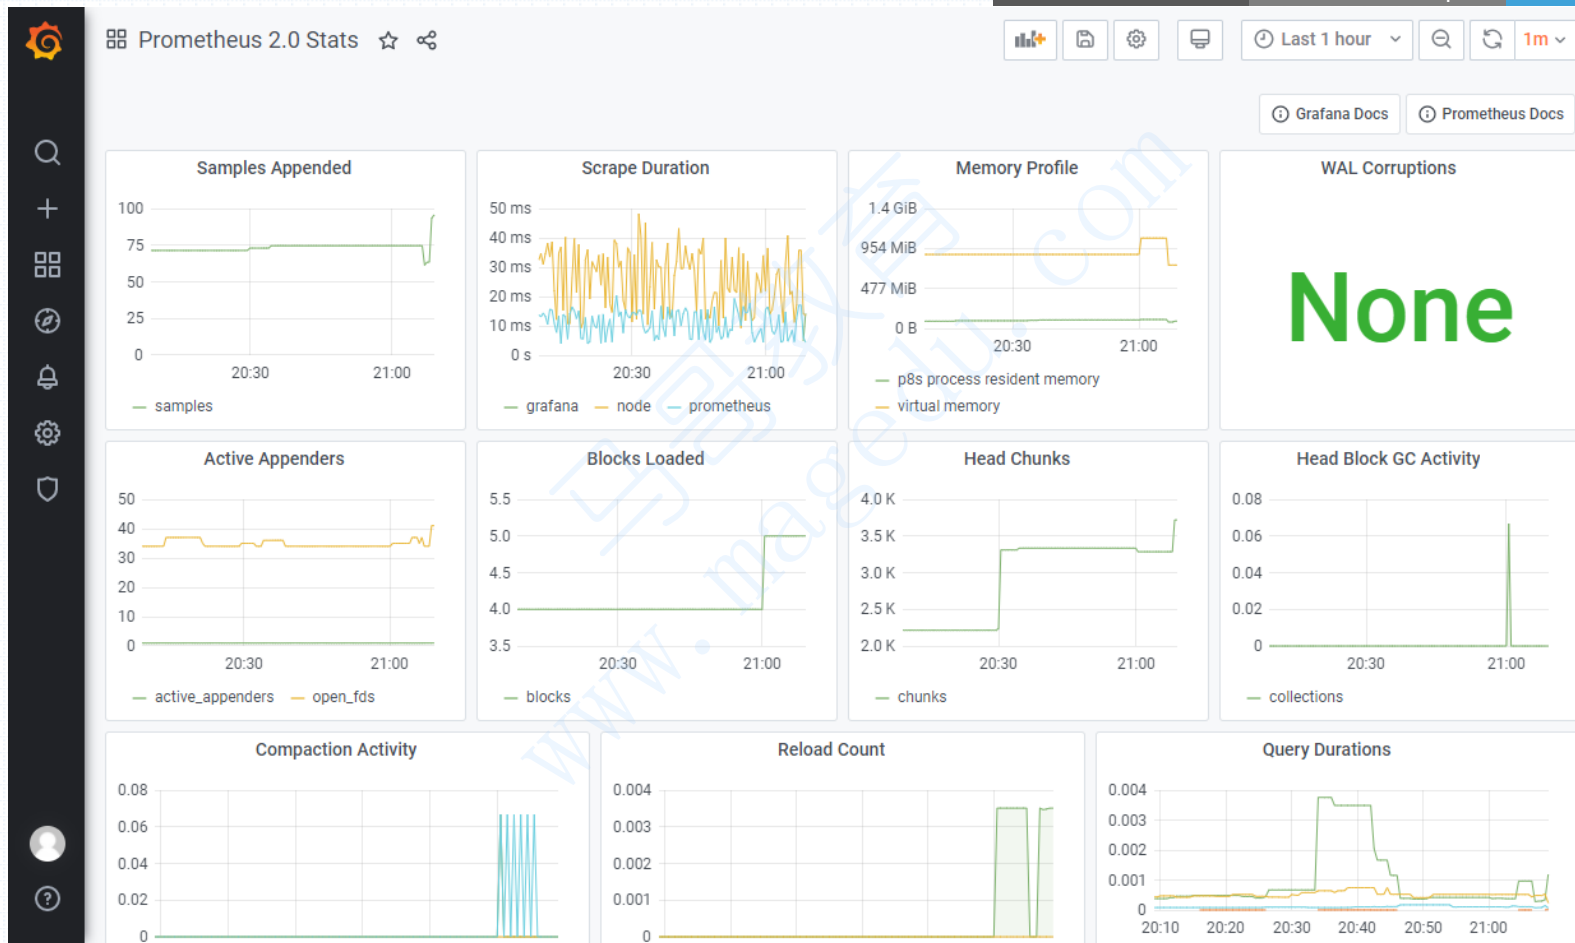 Prometheus 2.0 Stats
Last 1 hour
1m
Grafana Docs
Prometheus Docs
Samples Appended
100
75
50
25
0
20:30 21:00
samples
Scrape Duration
50 ms
40 ms
30 ms
20 ms
10 ms
0 s
20:30 21:00
grafana node prometheus
Memory Profile
1.4 GiB
954 MiB
477 MiB
0 B
20:30 21:00
p8s process resident memory
virtual memory
WAL Corruptions
None
Active Appenders
50
40
30
20
10
0
20:30 21:00
active_appenders open_fds
Blocks Loaded
5.5
5.0
4.5
4.0
3.5
20:30 21:00
blocks
Head Chunks
4.0 K
3.5 K
3.0 K
2.5 K
2.0 K
20:30 21:00
chunks
Head Block GC Activity
0.08
0.06
0.04
0.02
0
20:30 21:00
collections
Compaction Activity
0.08
0.06
0.04
0.02
0
Reload Count
0.004
0.003
0.002
0.001
0
Query Durations
0.004
0.003
0.002
0.001
0
20:10 20:20 20:30 20:40 20:50 21:00
马哥教育
www.magedu.com